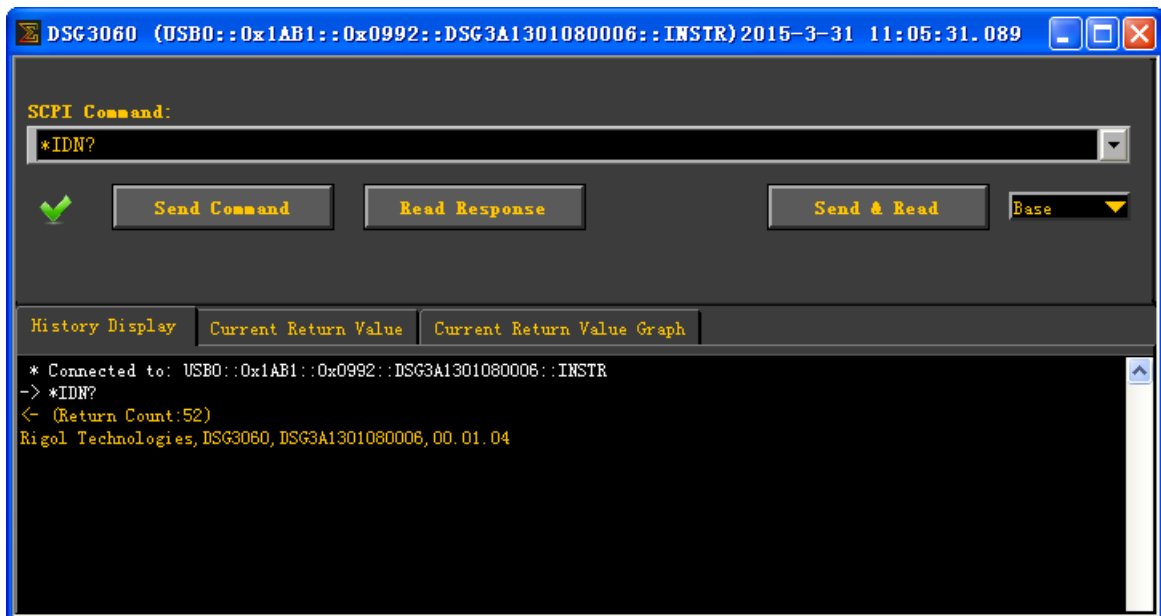 DSG3060 (USB0::0x1AB1::0x0992::DSG3A1301080006::INSTR)2015-3-31 11:05:31.089
SCPI Command:
*IDN?
Send Command Read Response Send & Read Base
History Display Current Return Value Current Return Value Graph
* Connected to: USB0::0x1AB1::0x0992::DSG3A1301080006::INSTR
-> *IDN?
<- (Return Count:52)
Rigol Technologies,DSG3060,DSG3A1301080006,00.01.04